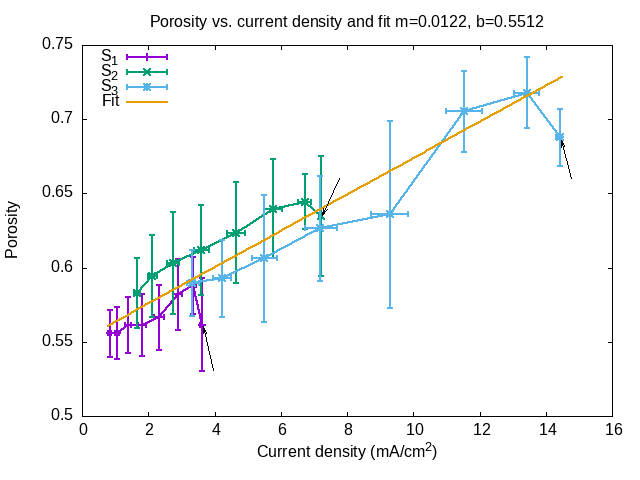 Porosity vs. current density and fit m=0.0122, b=0.5512
S1
S2
S3
Fit
0.75
0.7
0.65
0.6
0.55
0.5
Porosity
0 2 4 6 8 10 12 14 16
Current density (mA/cm²)